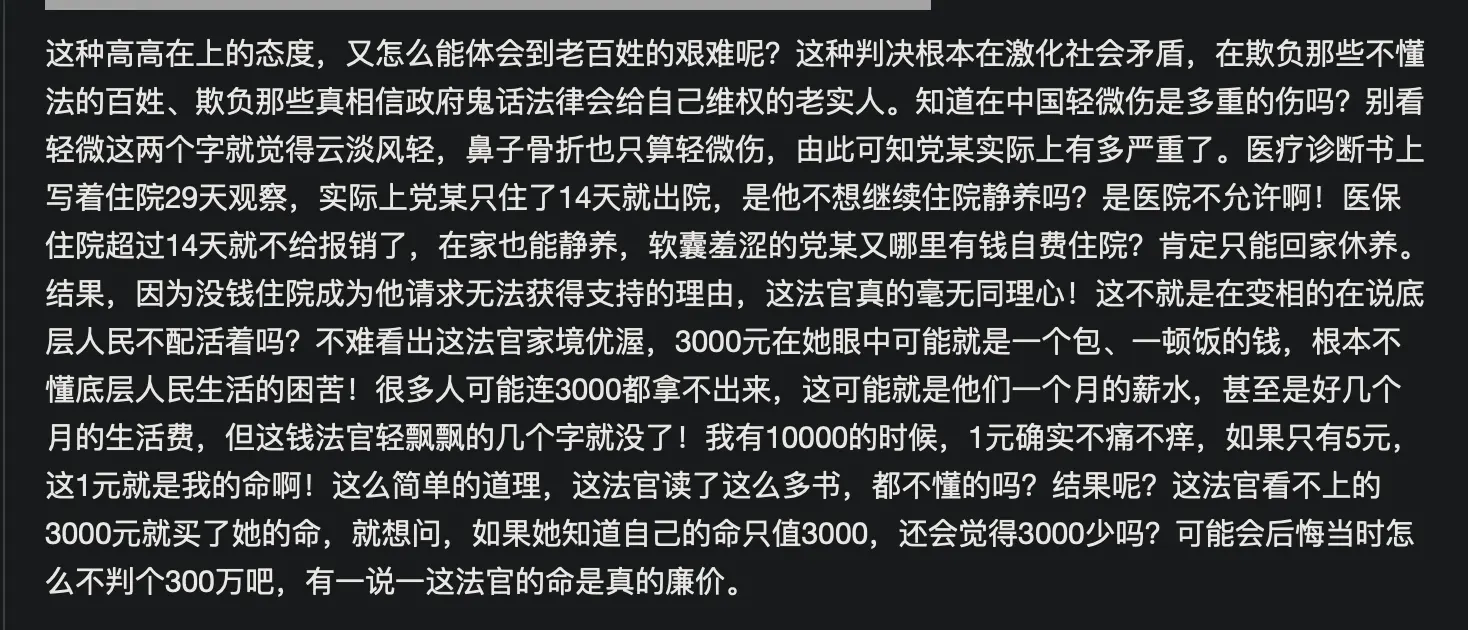 这种高高在上的态度，又怎么能体会到老百姓的艰难呢？这种判决根本在激化社会矛盾，在欺负那些不懂
法的百姓、欺负那些真相信政府鬼话法律会给自己维权的老实人。知道在中国轻微伤是多重的伤吗？别看
轻微这两个字就觉得云淡风轻，鼻子骨折也只算轻微伤，由此可知党某实际上有多严重了。医疗诊断书上
写着住院29天观察，实际上党某只住了14天就出院，是他不想继续住院静养吗？是医院不允许啊！医保
住院超过14天就不给报销了，在家也能静养，软囊羞涩的党某又哪里有钱自费住院？肯定只能回家休养。
结果，因为没钱住院成为他请求无法获得支持的理由，这法官真的毫无同理心！这不就是在变相的在说底
层人民不配活着吗？不难看出这法官家境优渥，3000元在她眼中可能就是一个包、一顿饭的钱，根本不
懂底层人民生活的困苦！很多人可能连3000都拿不出来，这可能就是他们一个月的薪水，甚至是好几个
月的生活费，但这钱法官轻飘飘的几个字就没了！我有10000的时候，1元确实不痛不痒，如果只有5元，
这1元就是我的命啊！这么简单的道理，这法官读了这么多书，都不懂的吗？结果呢？这法官看不上的
3000元就买了她的命，就想问，如果她知道自己的命只值3000，还会觉得3000少吗？可能会后悔当时怎
么不判个300万吧，有一说一这法官的命是真的廉价。